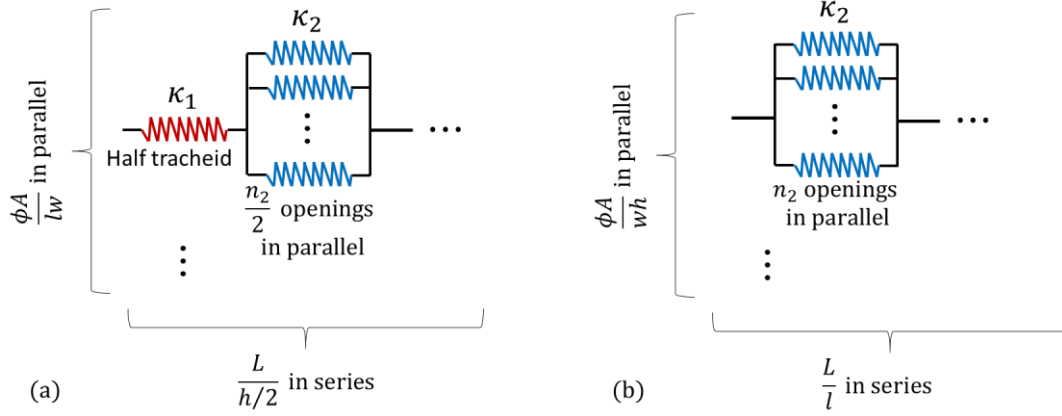 κ₂
κ₁
Half tracheid
n₂/2 openings
in parallel
ϕA/lw in parallel
L/(h/2) in series
(a)
κ₂
n₂ openings
in parallel
ϕA/wh in parallel
L/l in series
(b)